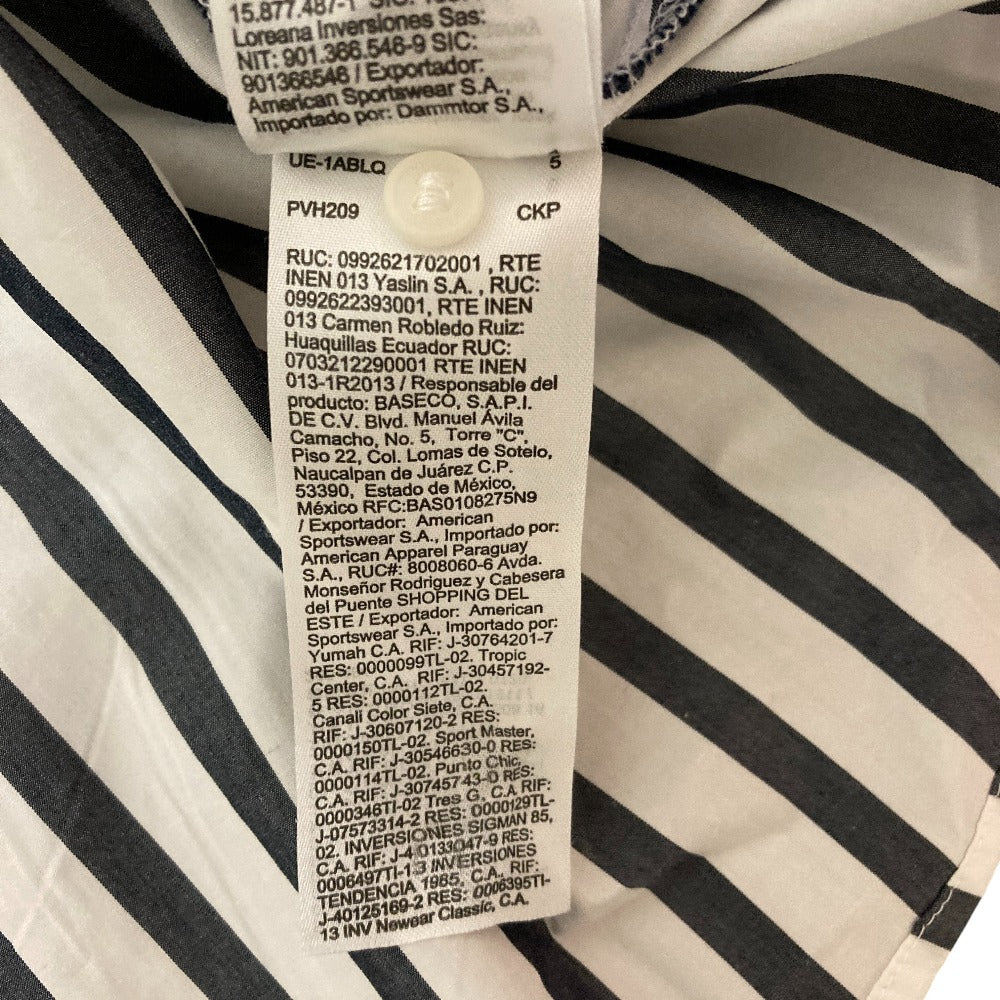 15.877.487-1 SIC:
Loreana Inversiones Sas:
NIT: 901.366.546-9 SIC:
901366546 / Exportador:
American Sportswear S.A.,
Importado por: Dammtor S.A.,
UE-1ABLQ 5
PVH209 CKP
RUC: 0992621702001 , RTE
INEN 013 Yaslin S.A. , RUC:
0992622393001, RTE INEN
013 Carmen Robledo Ruiz:
Huaquillas Ecuador RUC:
0703212290001 RTE INEN
013-1R2013 / Responsable del
producto: BASECO, S.A.P.I.
DE C.V. Blvd. Manuel Ávila
Camacho, No. 5, Torre "C",
Piso 22, Col. Lomas de Sotelo,
Naucalpan de Juárez C.P.
53390, Estado de México,
México RFC:BAS0108275N9
/ Exportador: American
Sportswear S.A., Importado por:
American Apparel Paraguay
S.A., RUC#: 8008060-6 Avda.
Monseñor Rodriguez y Cabesera
del Puente SHOPPING DEL
ESTE / Exportador: American
Sportswear S.A., Importado por:
Yumah C.A. RIF: J-30764201-7
RES: 0000099TL-02. Tropic
Center, C.A. RIF: J-30457192-
5 RES: 0000112TL-02.
Canali Color Siete, C.A.
RIF: J-30607120-2 RES:
0000150TL-02. Sport Master,
C.A. RIF: J-30546630-0 RES:
0000114TL-02. Punto Chic,
C.A. RIF: J-30745743-0 RES:
0000346TI-02 Tres G, C.A RIF:
J-07573314-2 RES: 0000129TL-
02. INVERSIONES SIGMAN 85,
C.A. RIF: J-40133047-9 RES:
0006497TI-13 INVERSIONES
TENDENCIA 1985, C.A. RIF:
J-40125169-2 RES: 0006395TI-
13 INV Newear Classic, C.A.